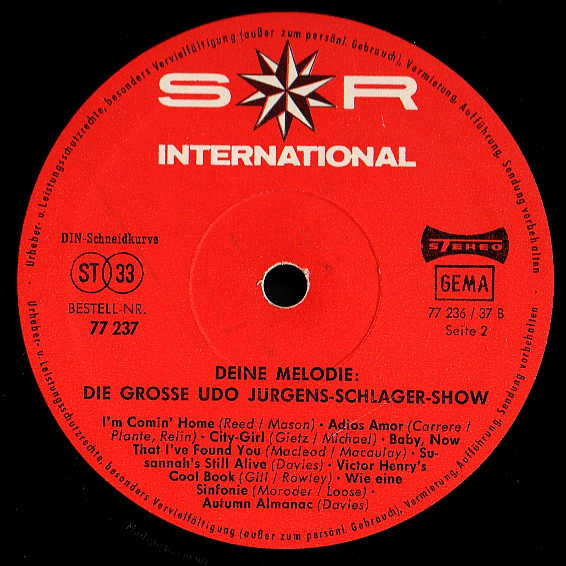 Urheber- u. Leistungsschutzrechte, besonders Vervielfältigung (außer zum persönl. Gebrauch), Vermietung, Aufführung, Sendung vorbehalten
S R
INTERNATIONAL
DIN-Schneidkurve
ST 33
BESTELL-NR.
77 237
STEREO
GEMA
77 236 / 37 B
Seite 2
DEINE MELODIE:
DIE GROSSE UDO JÜRGENS-SCHLAGER-SHOW
I'm Comin' Home (Reed / Mason) · Adios Amor (Carrere /
Plante, Relin) · City-Girl (Gietz / Michael) · Baby, Now
That I've Found You (Macleod / Macaulay) · Su-
sannah's Still Alive (Davies) · Victor Henry's
Cool Book (Gill / Rowley) · Wie eine
Sinfonie (Moroder / Loose) ·
Autumn Almanac (Davies)
Urheber- u. Leistungsschutzrechte, besonders Vervielfältigung (außer zum persönl. Gebrauch), Vermietung, Aufführung, Sendung vorbehalten